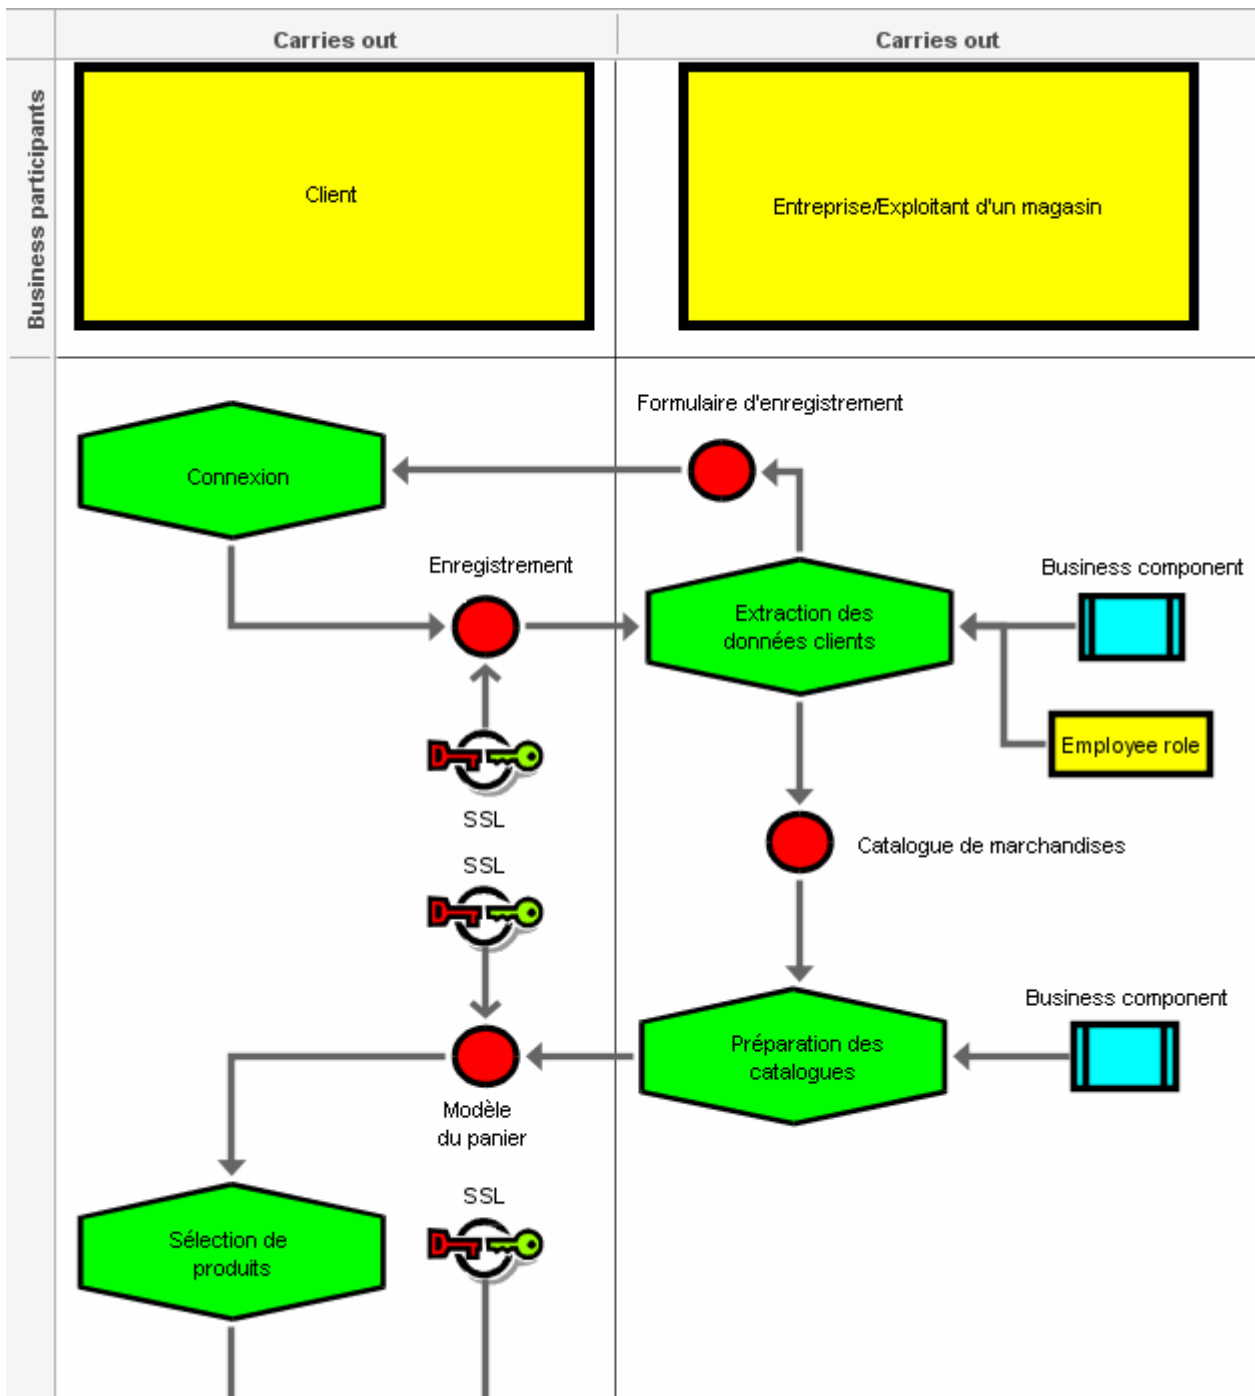 Carries out
Carries out
Business participants
Client
Entreprise/Exploitant d'un magasin
Formulaire d'enregistrement
Connexion
Enregistrement
Extraction des
données clients
Business component
Employee role
SSL
Catalogue de marchandises
SSL
Préparation des
catalogues
Business component
Modèle
du panier
SSL
Sélection de
produits